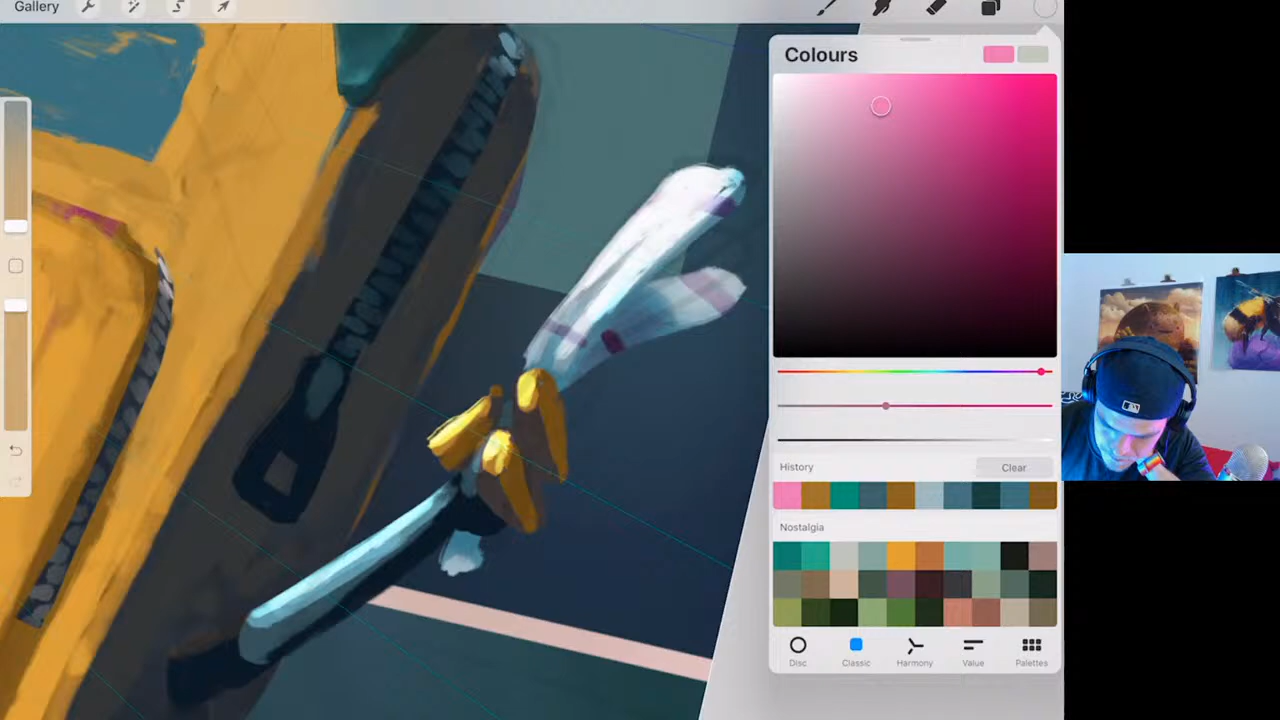 Gallery
Colours
History
Clear
Nostalgia
Disc
Classic
Harmony
Value
Palettes